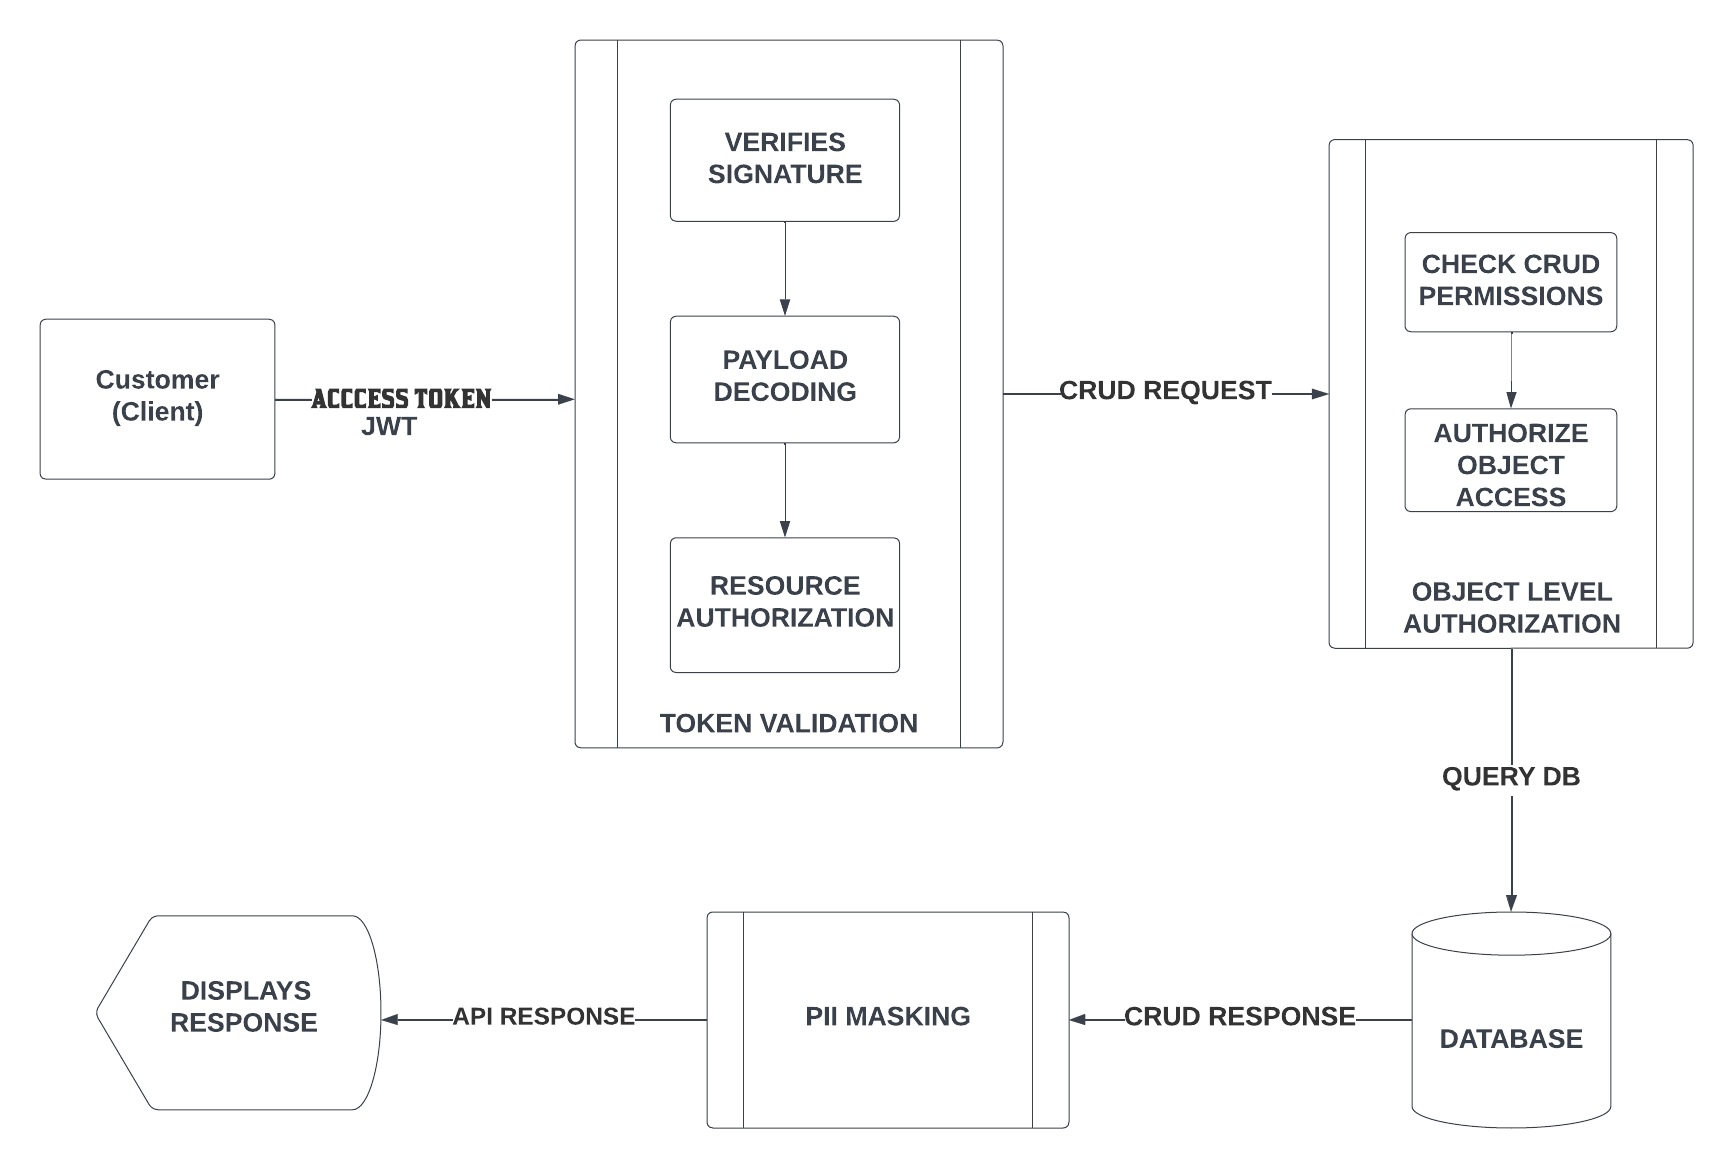 VERIFIES
SIGNATURE
PAYLOAD
DECODING
RESOURCE
AUTHORIZATION
TOKEN VALIDATION
Customer
(Client)
ACCCESS TOKEN
JWT
CRUD REQUEST
CHECK CRUD
PERMISSIONS
AUTHORIZE
OBJECT
ACCESS
OBJECT LEVEL
AUTHORIZATION
QUERY DB
DATABASE
CRUD RESPONSE
PII MASKING
API RESPONSE
DISPLAYS
RESPONSE